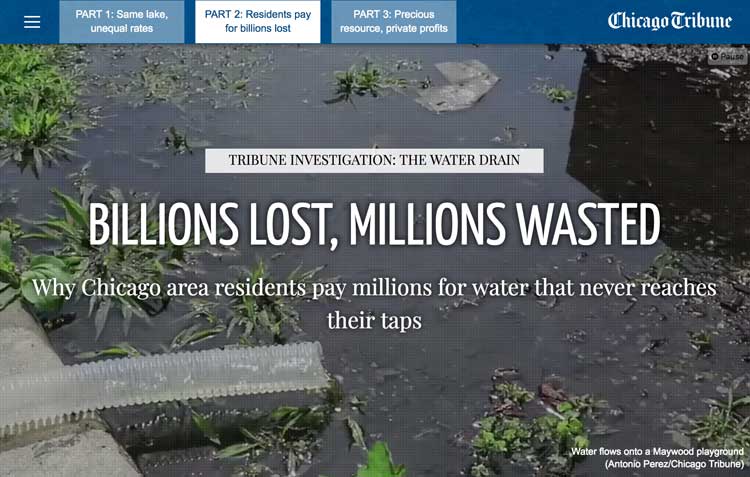 PART 1: Same lake,
unequal rates
PART 2: Residents pay
for billions lost
PART 3: Precious
resource, private profits
Chicago Tribune
Pause
TRIBUNE INVESTIGATION: THE WATER DRAIN
BILLIONS LOST, MILLIONS WASTED
Why Chicago area residents pay millions for water that never reaches
their taps
Water flows onto a Maywood playground
(Antonio Perez/Chicago Tribune)